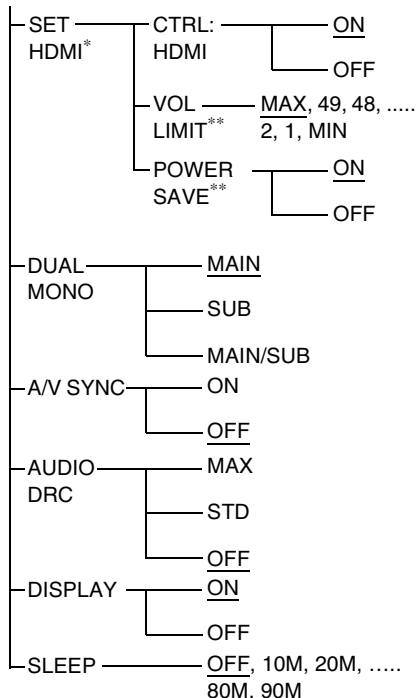 SET HDMI*
CTRL: HDMI
ON
OFF
VOL LIMIT**
MAX, 49, 48, .....
2, 1, MIN
POWER SAVE**
ON
OFF
DUAL MONO
MAIN
SUB
MAIN/SUB
A/V SYNC
ON
OFF
AUDIO DRC
MAX
STD
OFF
DISPLAY
ON
OFF
SLEEP
OFF, 10M, 20M, .....
80M, 90M